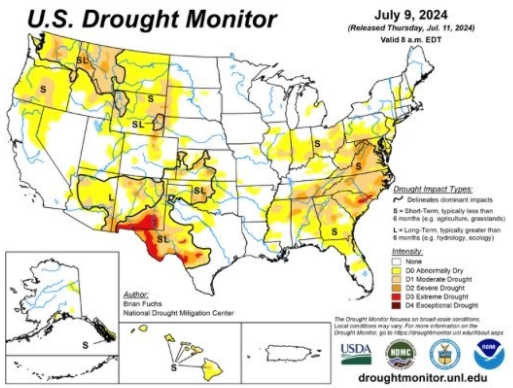 U.S. Drought Monitor
July 9, 2024
(Released Thursday, Jul. 11, 2024)
Valid 8 a.m. EDT
SL
S
S
SL
S
S
L
SL
SL
S
S
S
Drought Impact Types:
Delineates dominant impacts
S = Short-Term, typically less than
6 months (e.g. agriculture, grasslands)
L = Long-Term, typically greater than
6 months (e.g. hydrology, ecology)
Intensity:
None
D0 Abnormally Dry
D1 Moderate Drought
D2 Severe Drought
D3 Extreme Drought
D4 Exceptional Drought
Author:
Brian Fuchs
National Drought Mitigation Center
The Drought Monitor focuses on broad-scale conditions.
Local conditions may vary. For more information on the
Drought Monitor, go to https://droughtmonitor.unl.edu/About.aspx
USDA
NDMC
NOAA
droughtmonitor.unl.edu